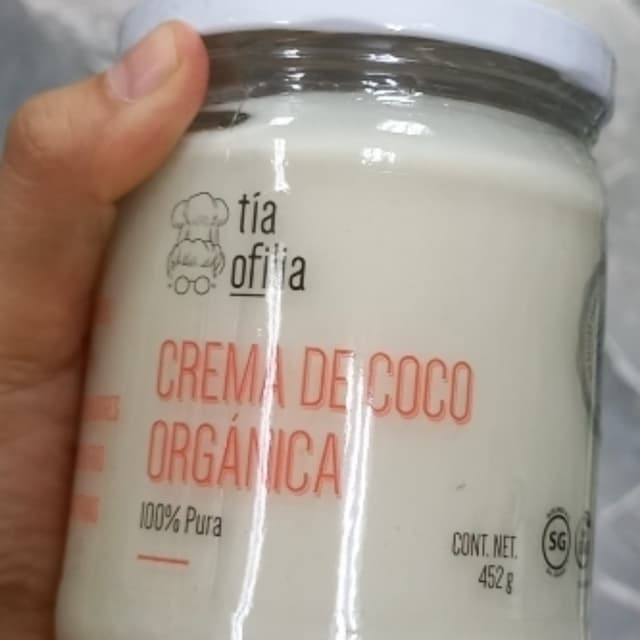 tía
ofilia
CREMA DE COCO
ORGÁNICA
100% Pura
CONT. NET.
452 g
SG